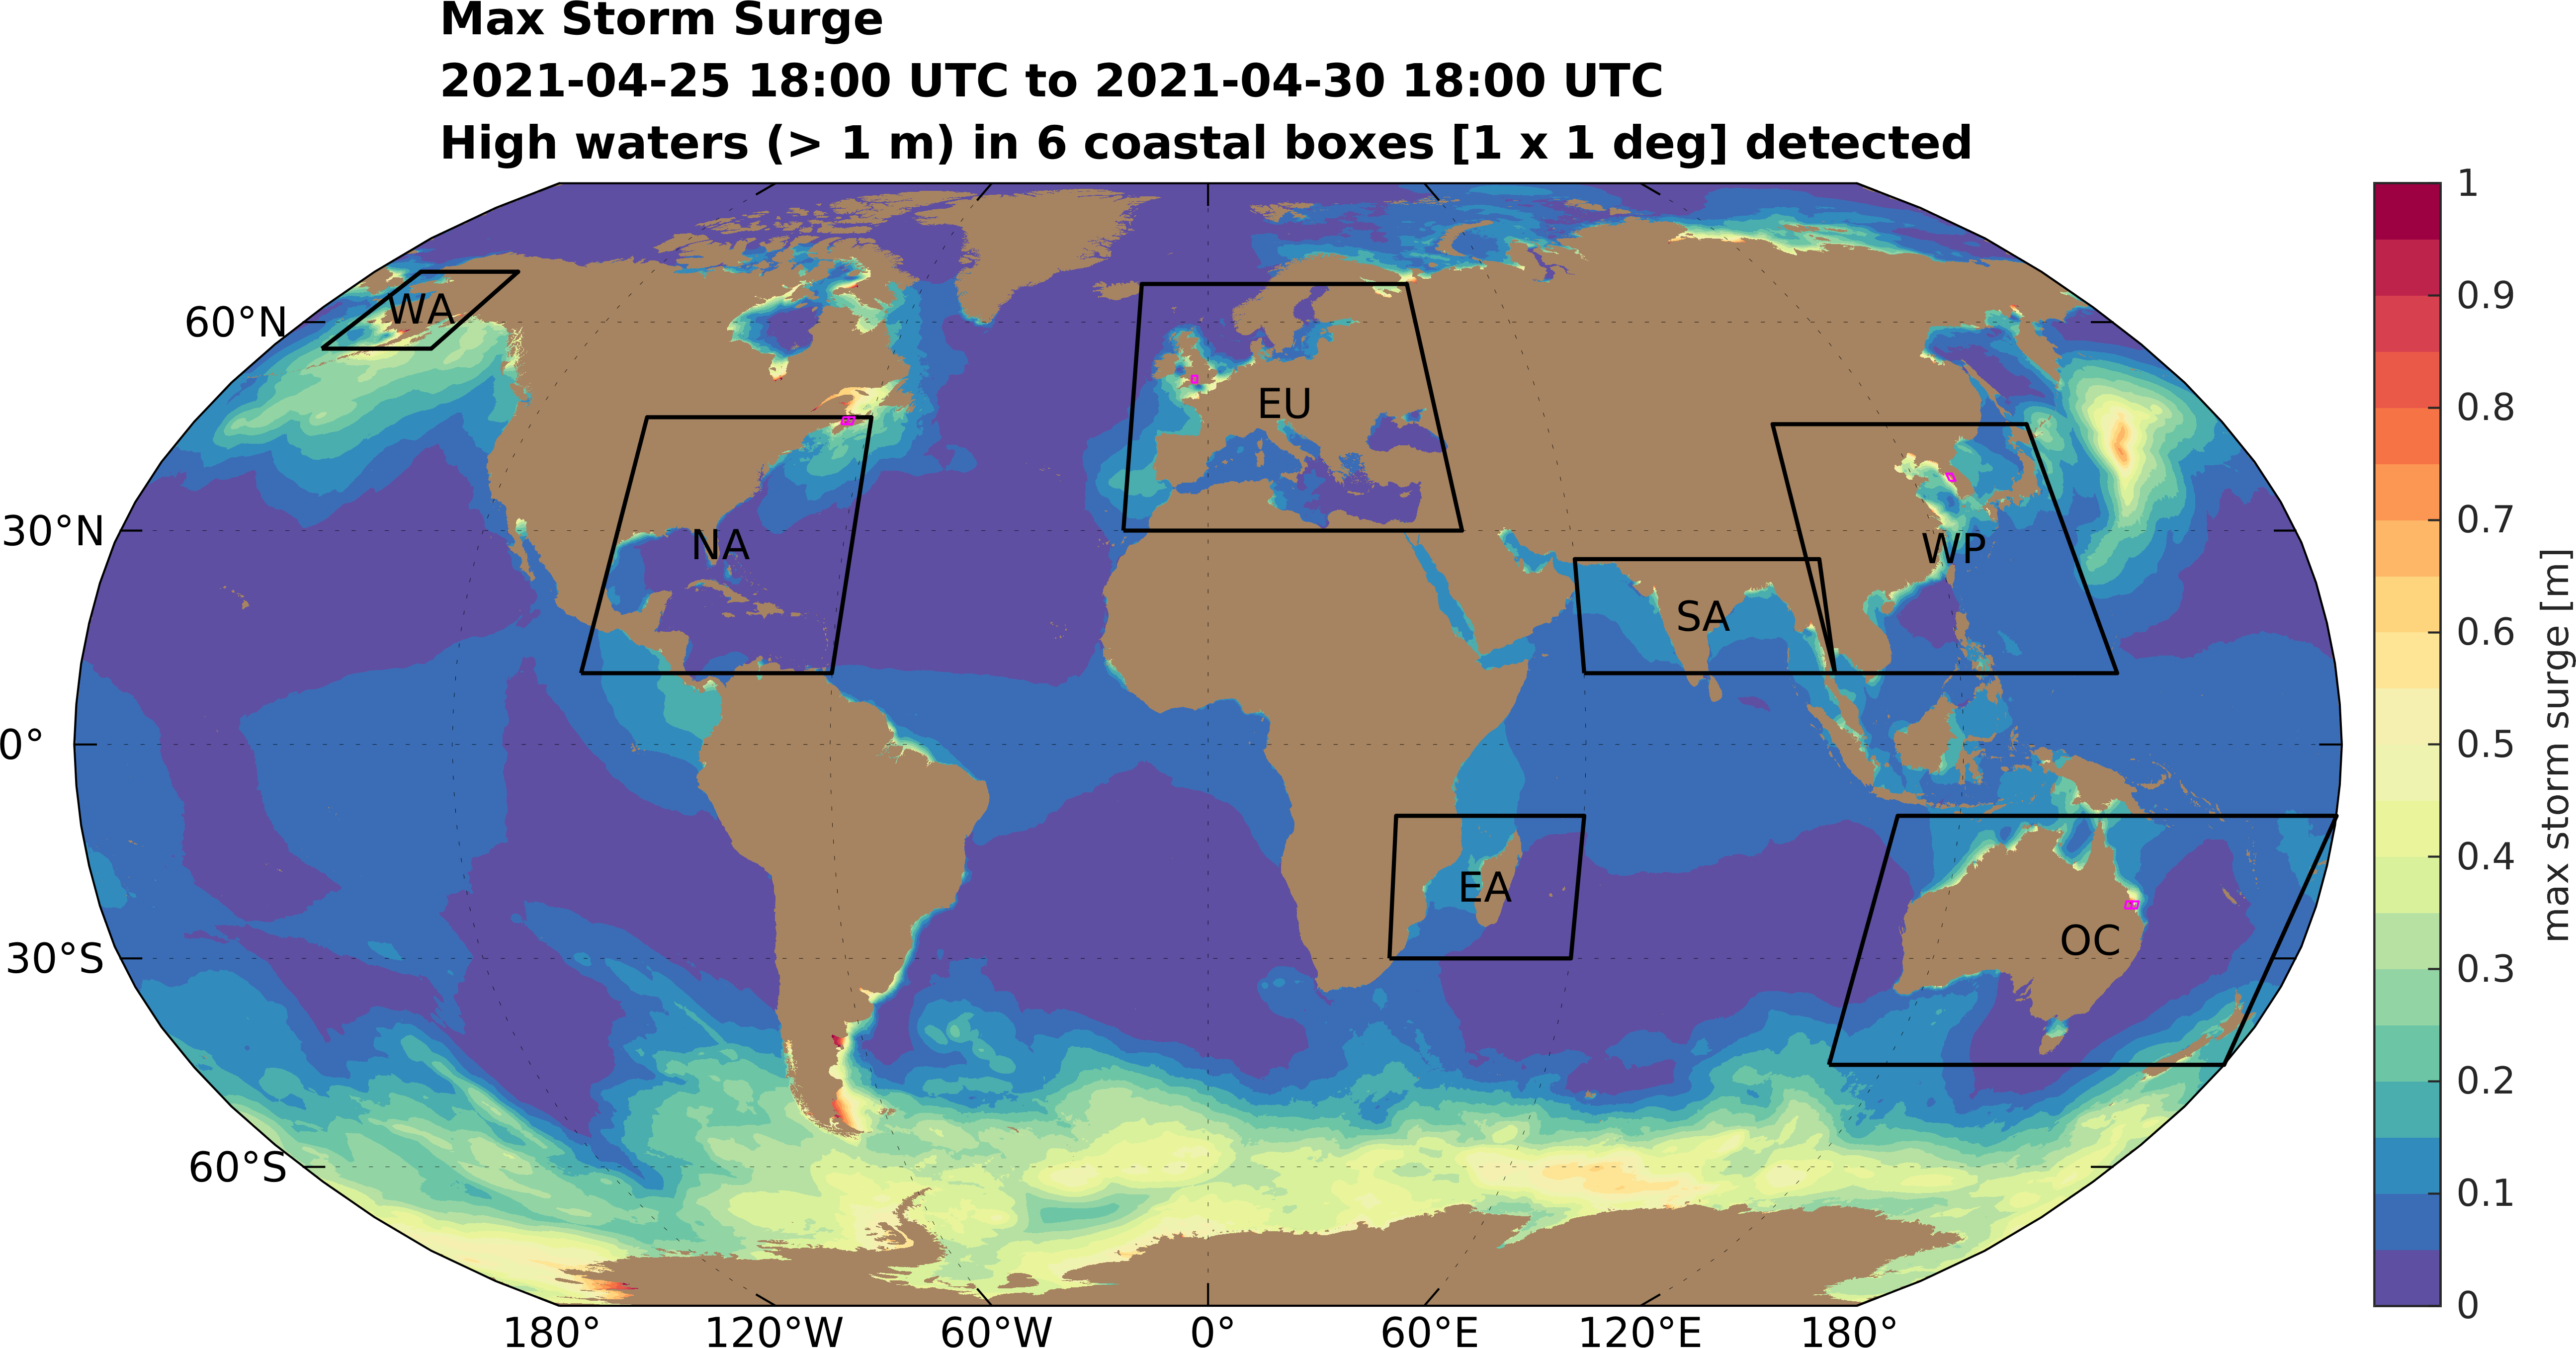 Max Storm Surge
2021-04-25 18:00 UTC to 2021-04-30 18:00 UTC
High waters (> 1 m) in 6 coastal boxes [1 x 1 deg] detected
60°N
30°N
0°
30°S
60°S
WA
NA
EU
SA
WP
EA
OC
180°
120°W
60°W
0°
60°E
120°E
180°
1
0.9
0.8
0.7
0.6
0.5
0.4
0.3
0.2
0.1
0
max storm surge [m]